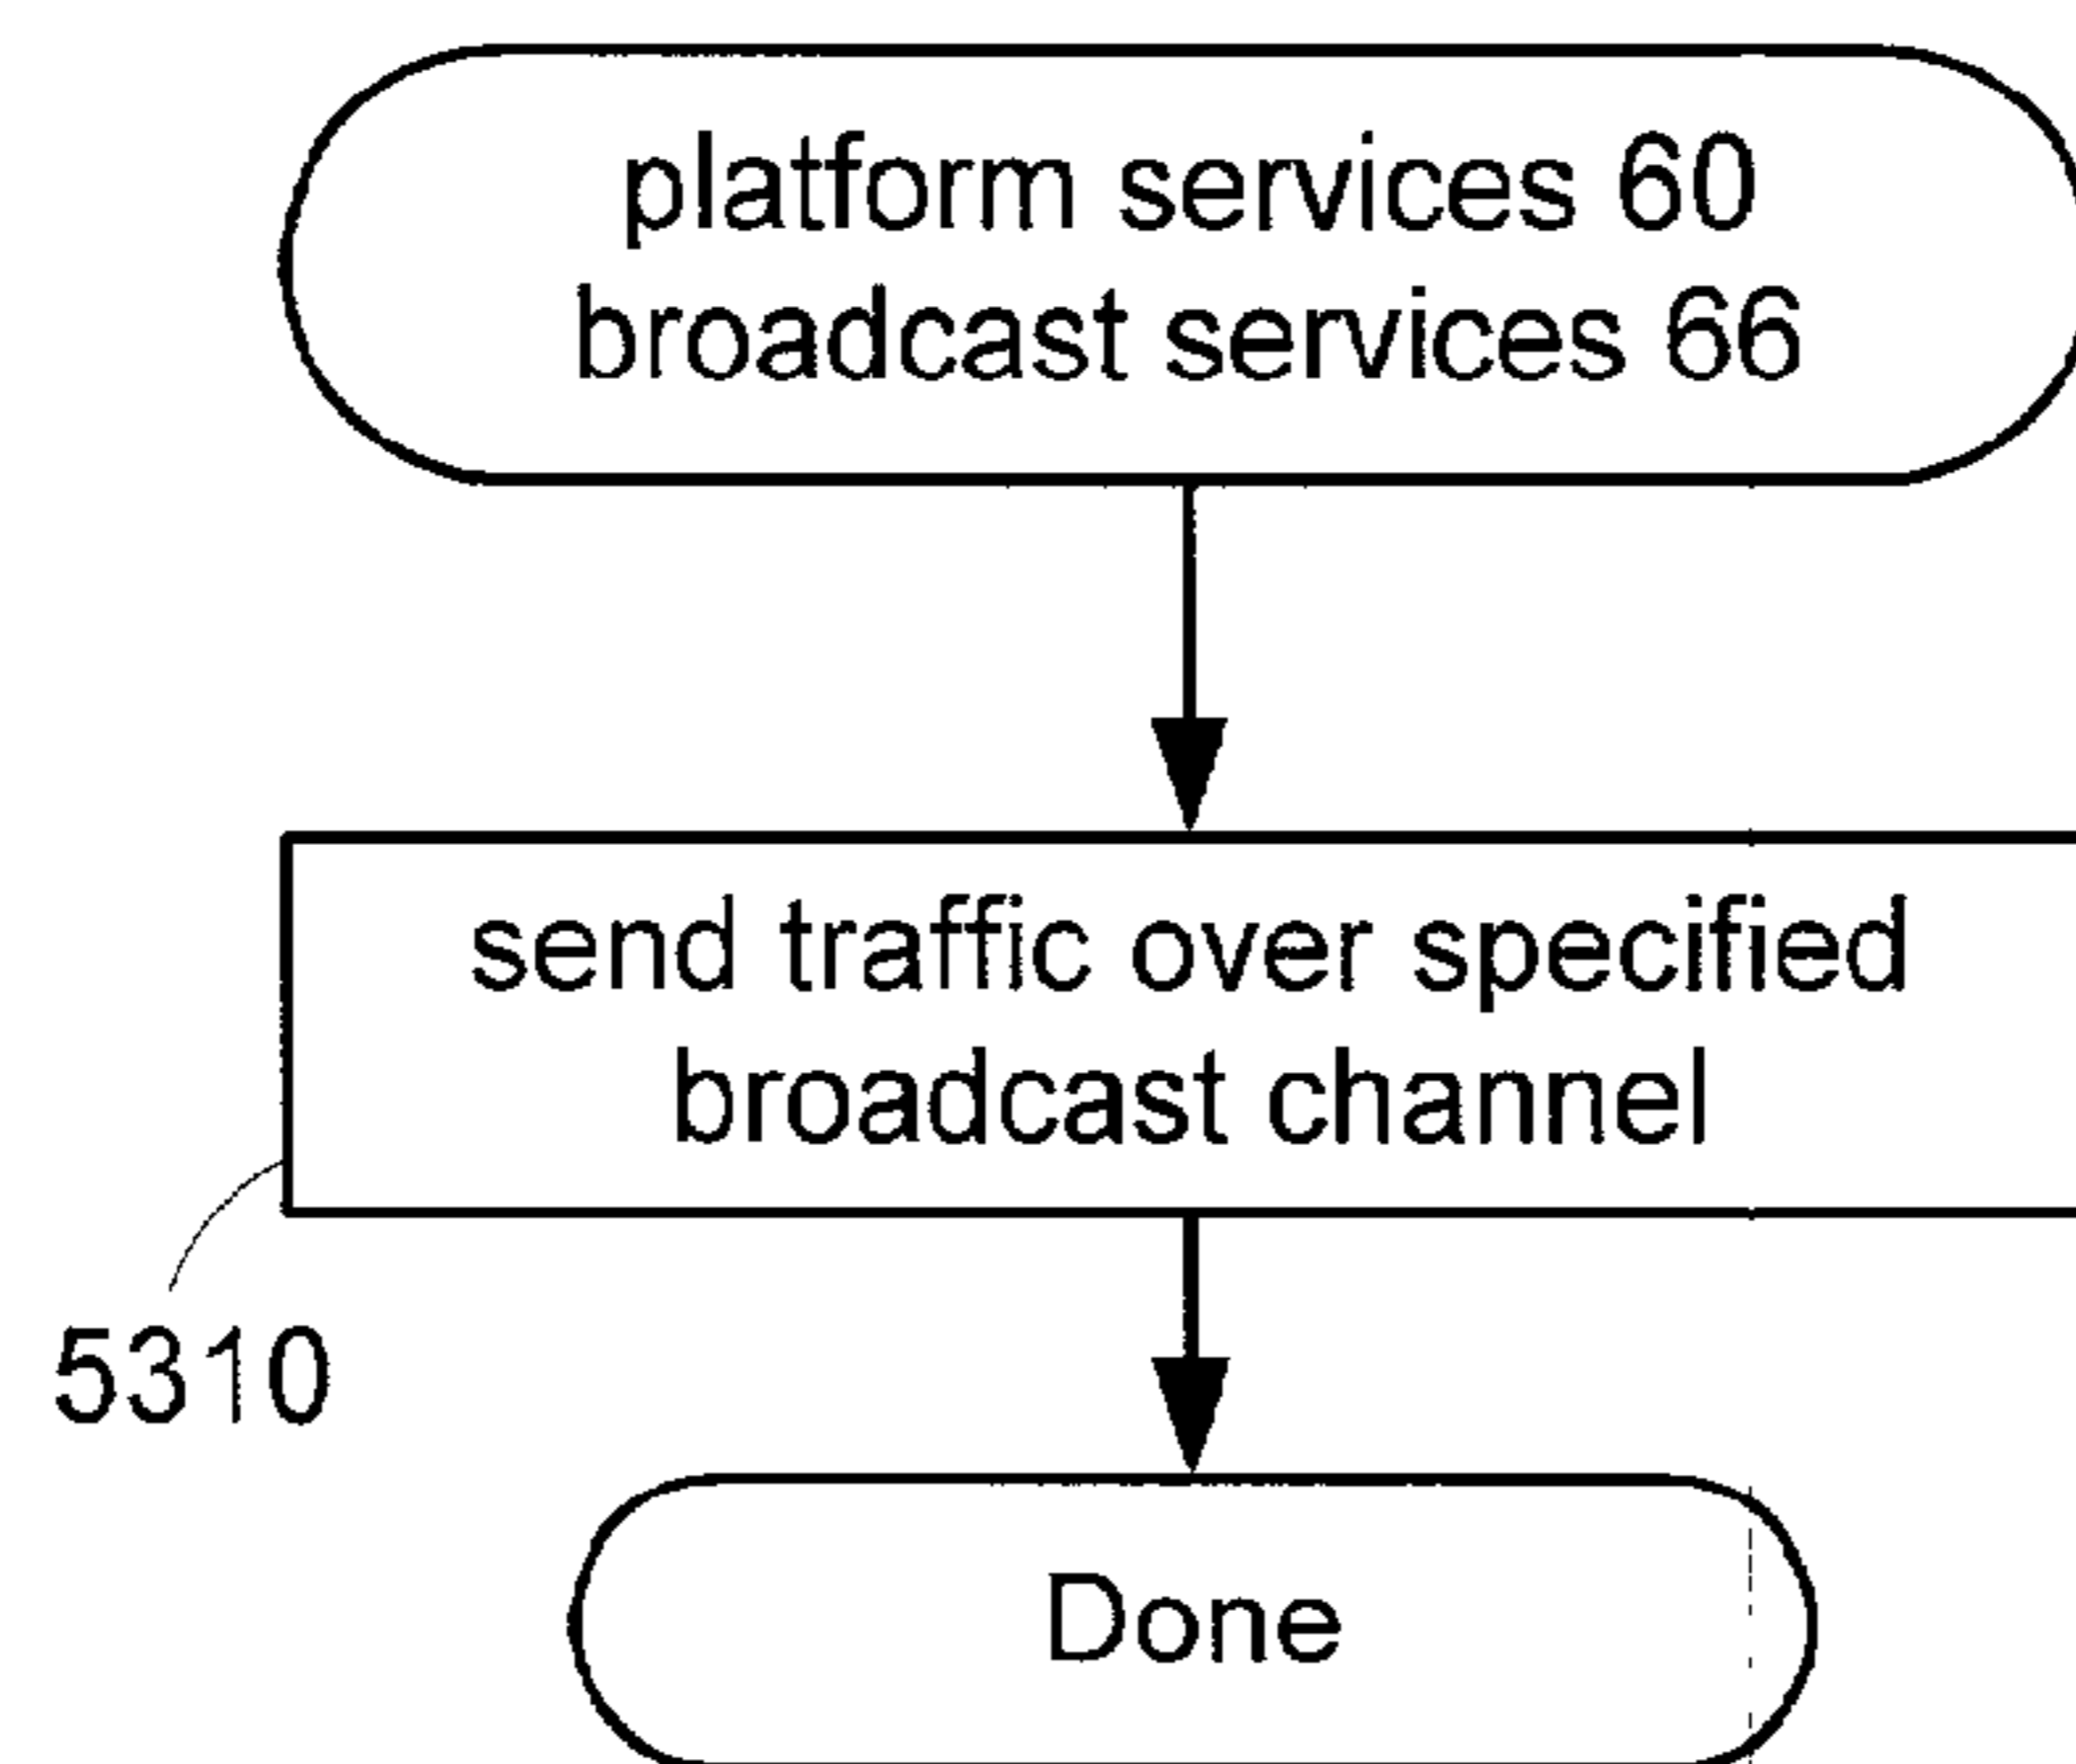 platform services 60
broadcast services 66
send traffic over specified
broadcast channel
5310
Done